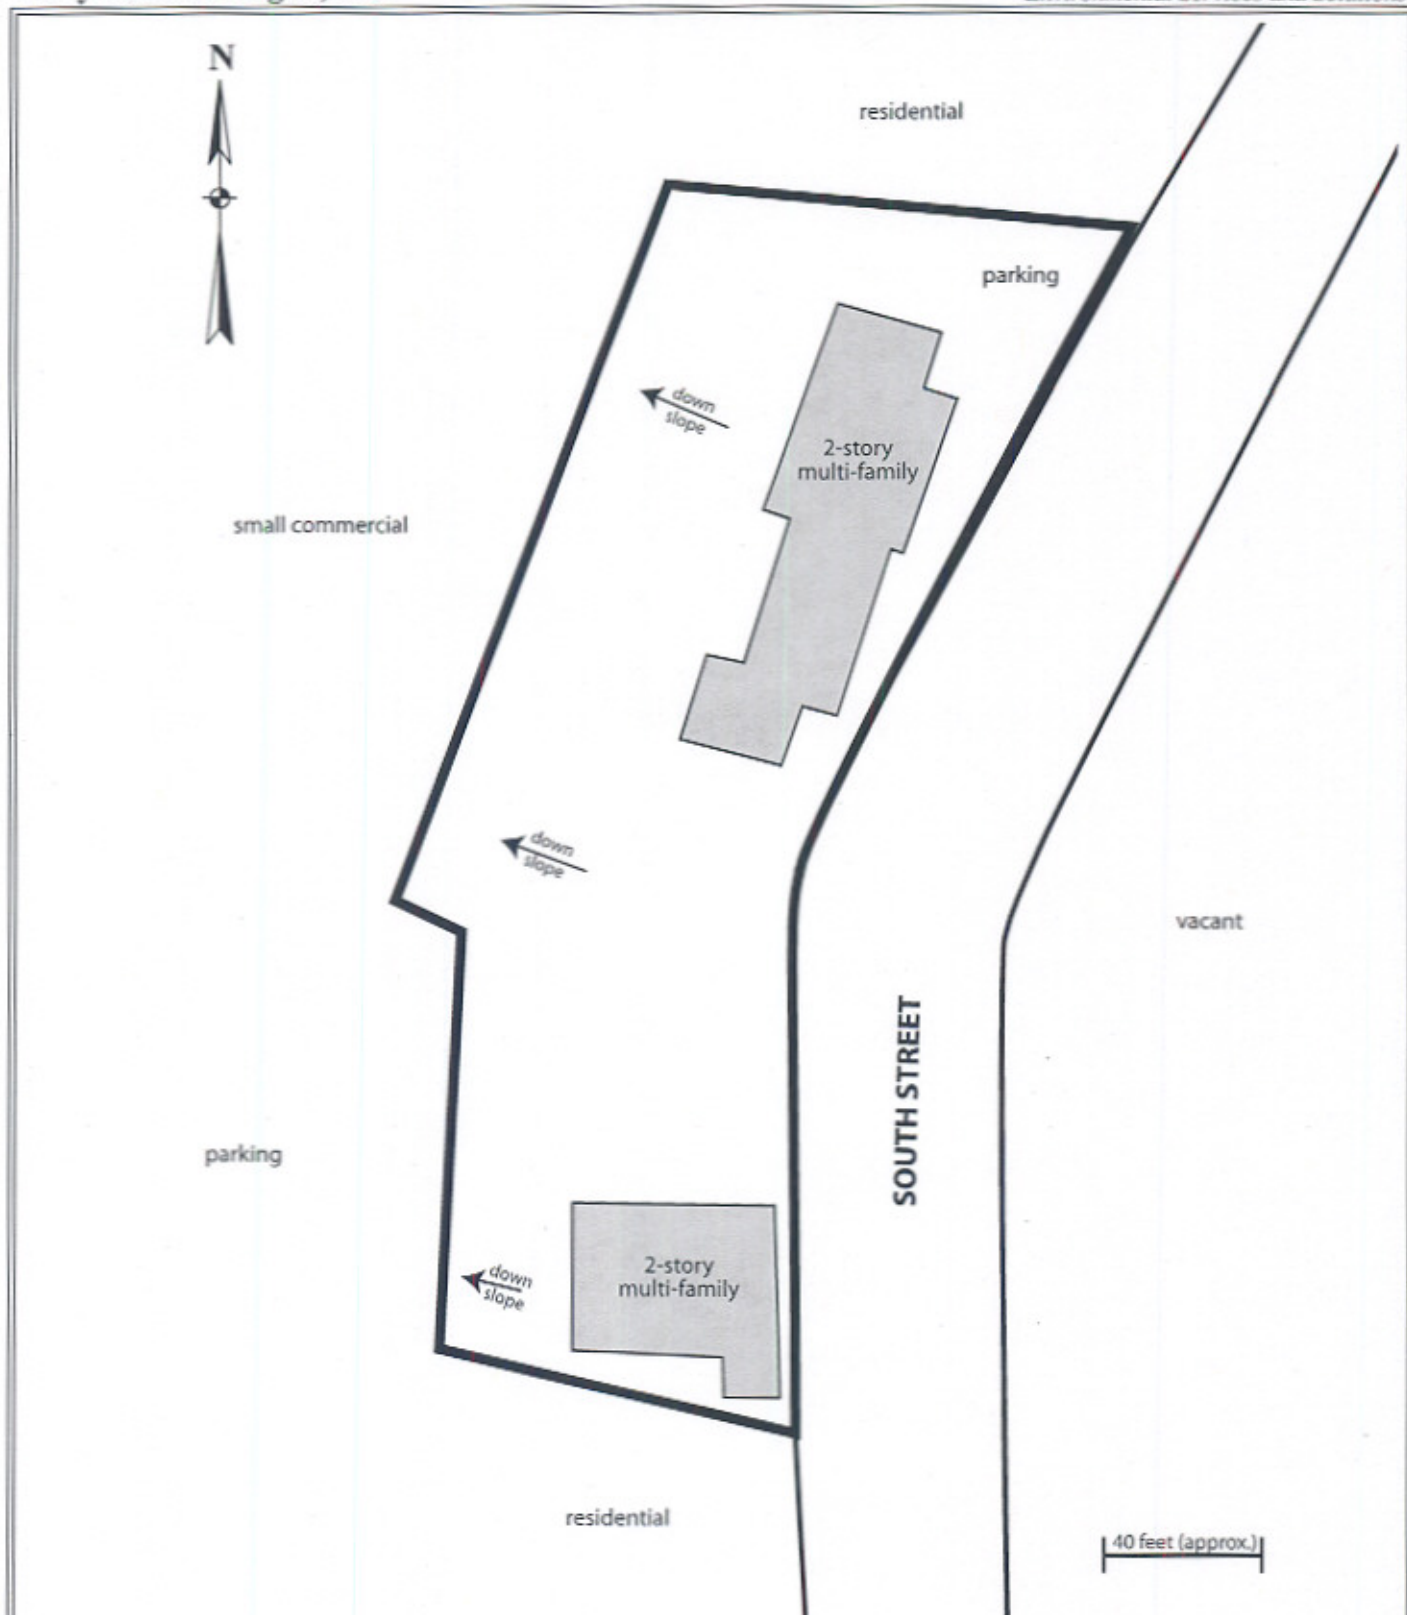 N
residential
parking
down
slope
2-story
multi-family
small commercial
down
slope
vacant
SOUTH STREET
parking
2-story
multi-family
down
slope
residential
40 feet (approx.)